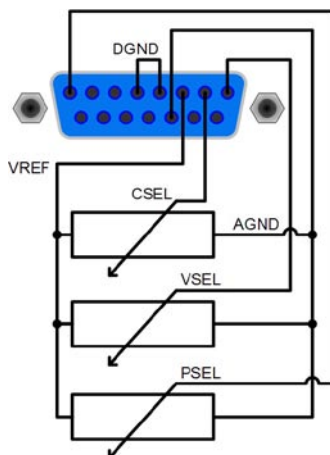 DGND
VREF
CSEL
AGND
VSEL
PSEL